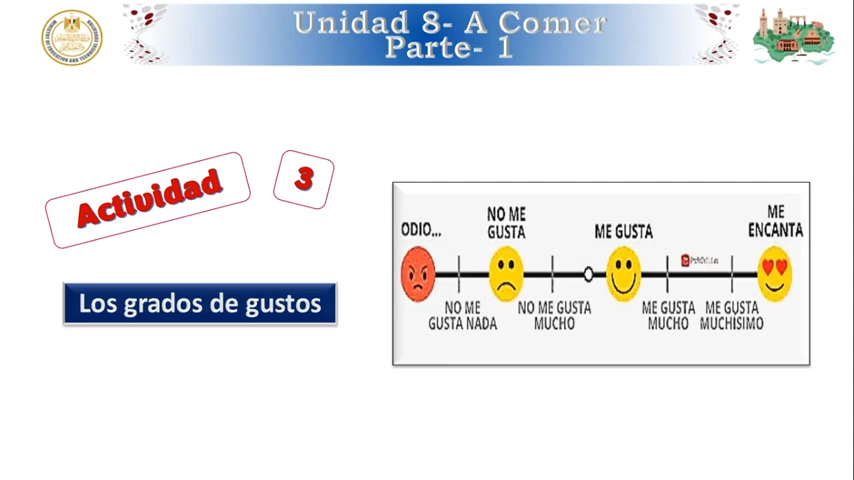 Unidad 8- A Comer
Parte- 1
Actividad
3
Los grados de gustos
ODIO...
NO ME
GUSTA
ME GUSTA
ME
ENCANTA
NO ME
GUSTA NADA
NO ME GUSTA
MUCHO
ME GUSTA
MUCHO
ME GUSTA
MUCHÍSIMO